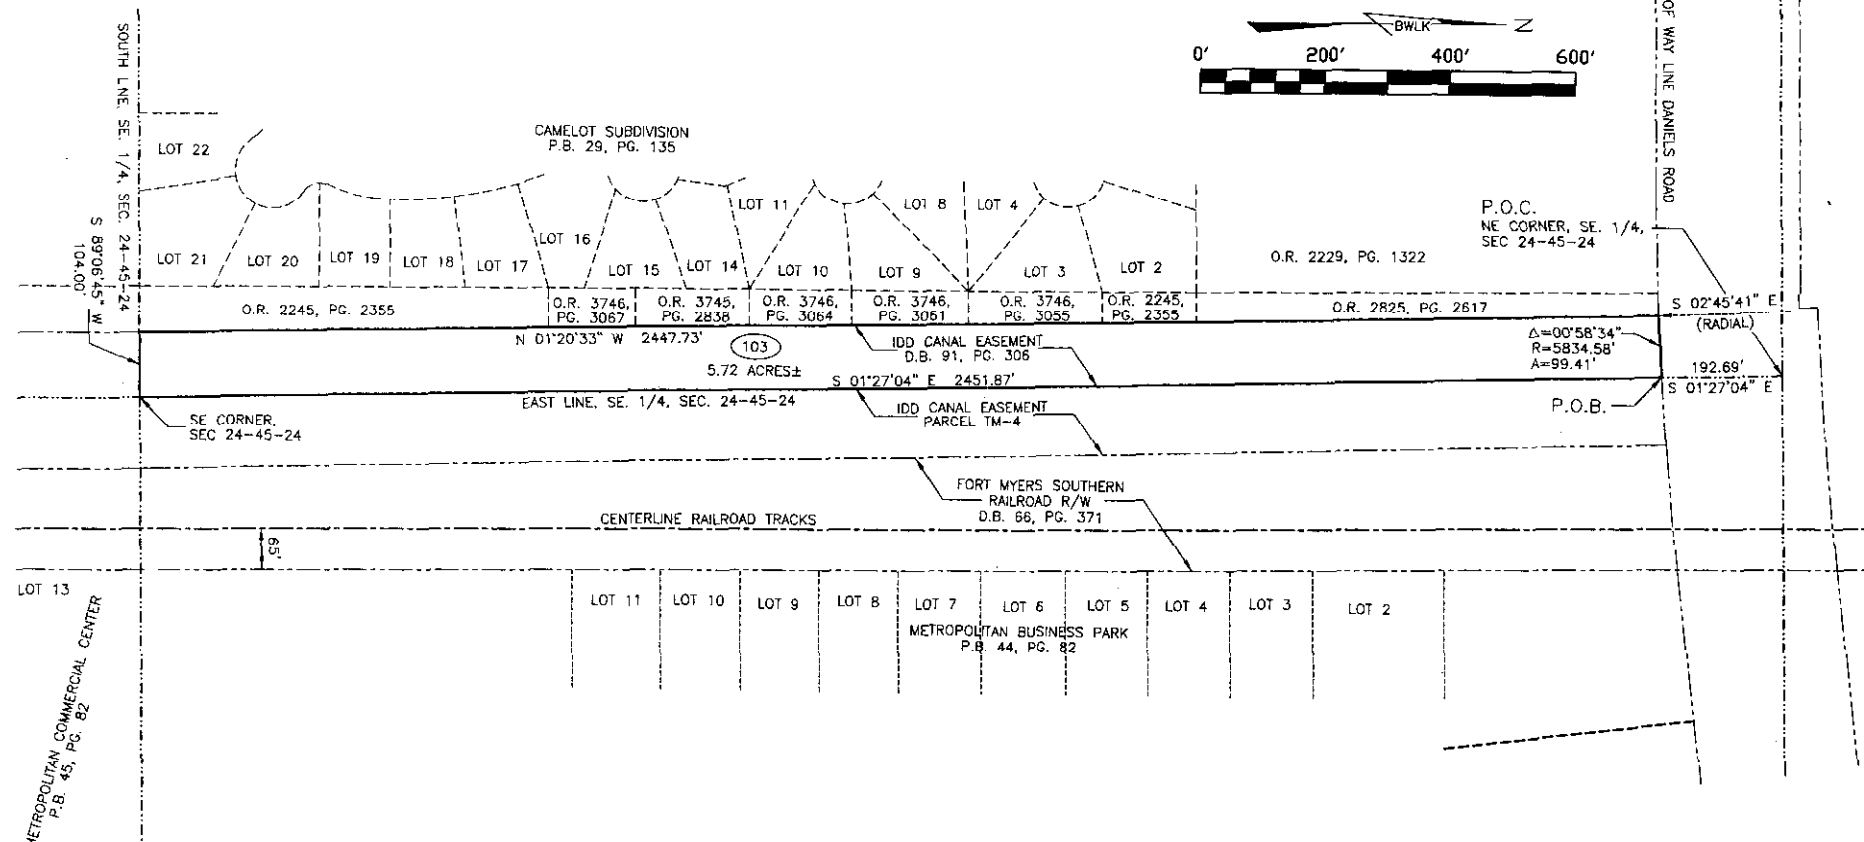 BWLK
N
0'
200'
400'
600'
OF WAY LINE DANIELS ROAD
SOUTH LINE, SE. 1/4, SEC. 24-45-24
S 89°06'45" W
104.00'
CAMELOT SUBDIVISION
P.B. 29, PG. 135
LOT 22
LOT 21
LOT 20
LOT 19
LOT 18
LOT 17
LOT 16
LOT 15
LOT 14
LOT 11
LOT 10
LOT 9
LOT 8
LOT 4
LOT 3
LOT 2
O.R. 2229, PG. 1322
P.O.C.
NE CORNER, SE. 1/4,
SEC 24-45-24
O.R. 2245, PG. 2355
O.R. 3746,
PG. 3067
O.R. 3745,
PG. 2838
O.R. 3746,
PG. 3064
O.R. 3746,
PG. 3061
O.R. 3746,
PG. 3055
O.R. 2245,
PG. 2355
O.R. 2825, PG. 2617
S 02°45'41" E
(RADIAL)
N 01°20'33" W 2447.73'
103
5.72 ACRES±
IDD CANAL EASEMENT
D.B. 91, PG. 306
S 01°27'04" E 2451.87'
Δ=00°58'34"
R=5834.58'
A=99.41'
192.69'
S 01°27'04" E
P.O.B.
EAST LINE, SE. 1/4, SEC. 24-45-24
IDD CANAL EASEMENT
PARCEL TM-4
SE CORNER,
SEC 24-45-24
FORT MYERS SOUTHERN
RAILROAD R/W
D.B. 66, PG. 371
CENTERLINE RAILROAD TRACKS
65'
LOT 13
METROPOLITAN COMMERCIAL CENTER
P.B. 45, PG. 82
LOT 11
LOT 10
LOT 9
LOT 8
LOT 7
LOT 6
LOT 5
LOT 4
LOT 3
LOT 2
METROPOLITAN BUSINESS PARK
P.B. 44, PG. 82